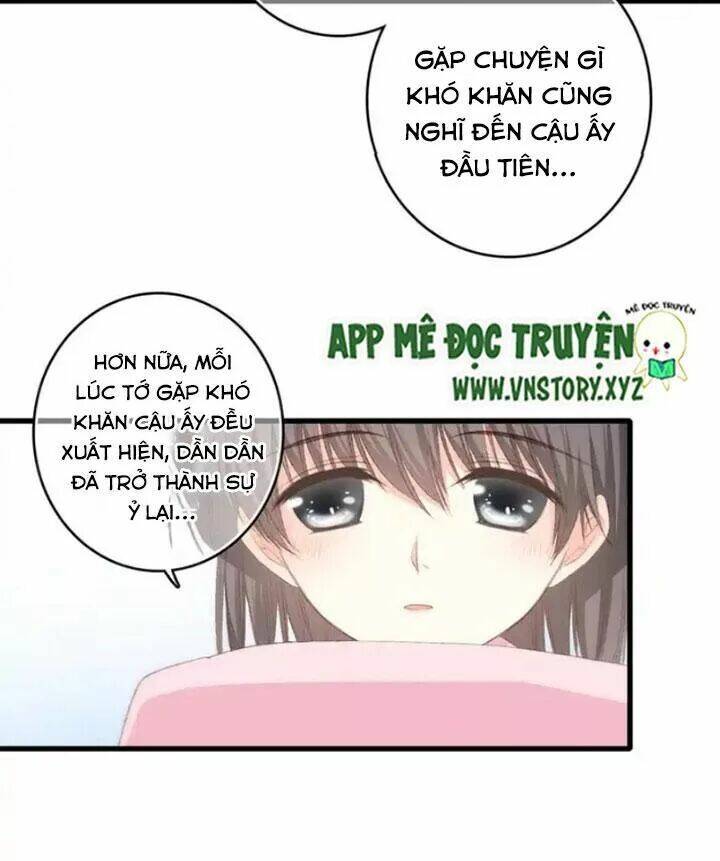 GẶP CHUYỆN GÌ
KHÓ KHĂN CŨNG
NGHĨ ĐẾN CẬU ẤY
ĐẦU TIÊN...
MÊ ĐỌC TRUYỆN
APP MÊ ĐỌC TRUYỆN
WWW.VNSTORY.XYZ
HƠN NỮA, MỖI
LÚC TỚ GẶP KHÓ
KHĂN CẬU ẤY ĐỀU
XUẤT HIỆN, DẦN DẦN
ĐÃ TRỞ THÀNH SỰ
Ỷ LẠI...